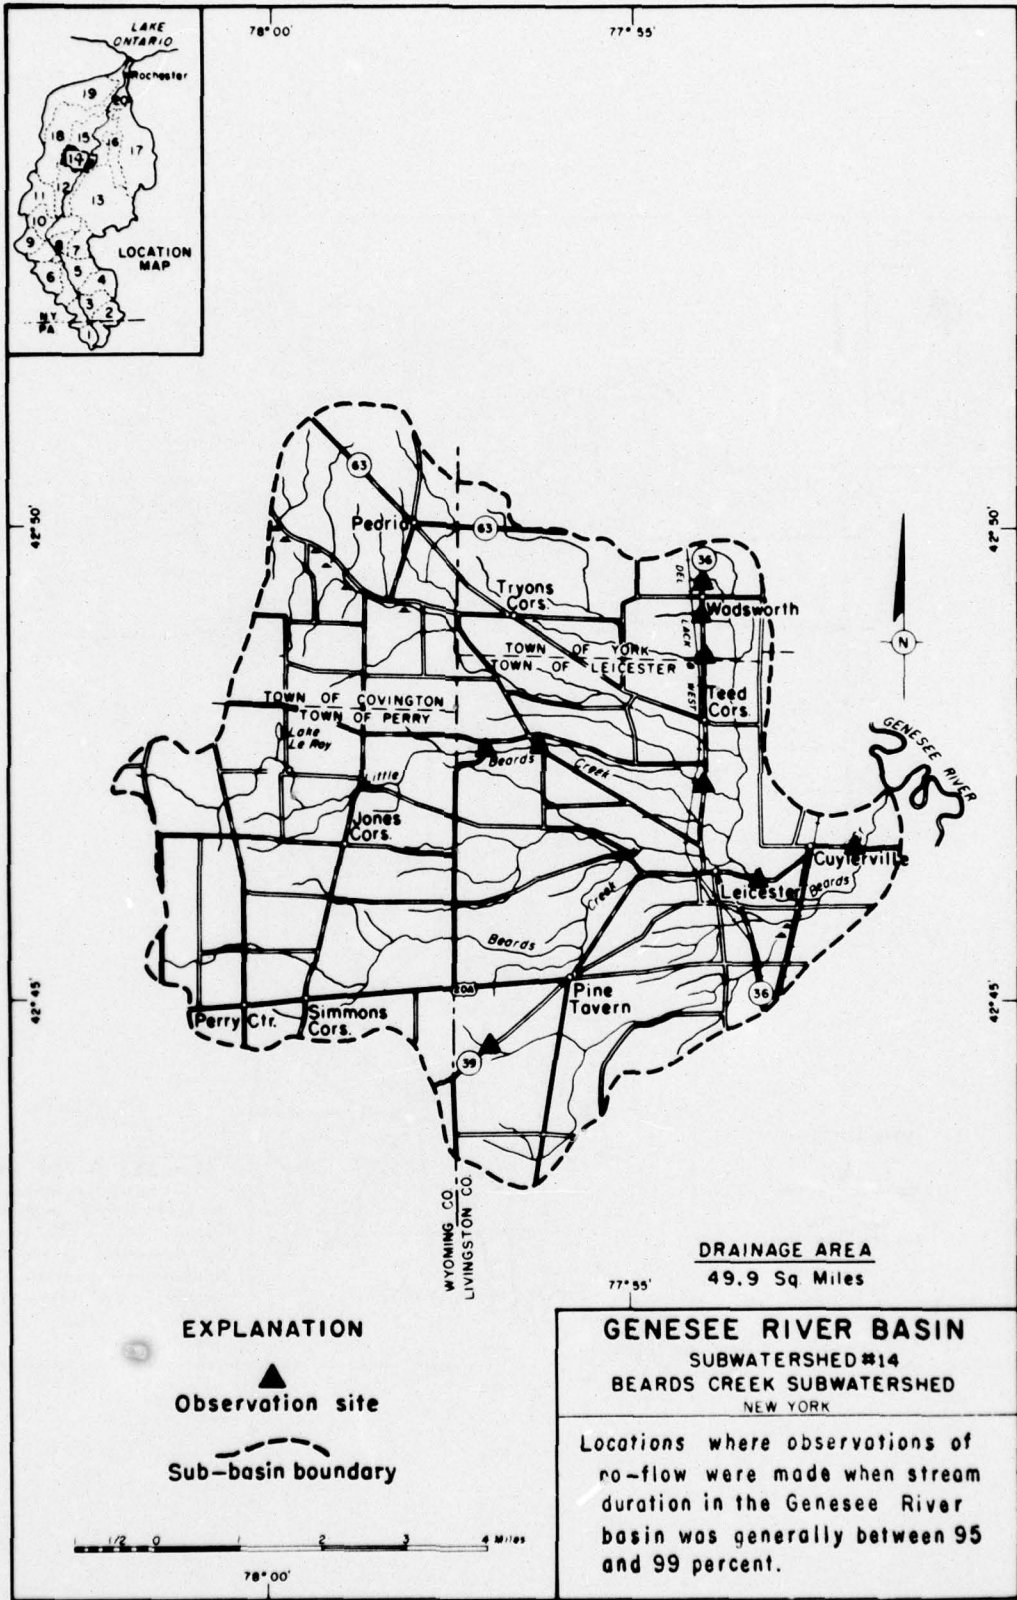 78°00'
77°55'
LAKE
ONTARIO
Rochester
19
20
18
15
16
17
14
12
13
11
10
9
8
7
LOCATION
MAP
6
5
4
3
2
N.Y.
PA.
1
63
42°50'
Pedria
63
42°50'
36
DEL
Tryons
Cors.
Wadsworth
LACK
N
TOWN OF YORK
TOWN OF LEICESTER
WEST
TOWN OF COVINGTON
TOWN OF PERRY
Teed
Cors.
Lake
Le Roy
GENESEE RIVER
Beards
Creek
Little
Jones
Cors.
Cuylerville
Creek
Leicester
Beards
Beards
42°45'
20A
Pine
Tavern
36
42°45'
Perry Ctr.
Simmons
Cors.
39
WYOMING CO
LIVINGSTON CO.
DRAINAGE AREA
49.9 Sq. Miles
77°55'
EXPLANATION
Observation site
Sub-basin boundary
1 1/2 0 1 2 3 4 Miles
78°00'
GENESEE RIVER BASIN
SUBWATERSHED #14
BEARDS CREEK SUBWATERSHED
NEW YORK
Locations where observations of
no-flow were made when stream
duration in the Genesee River
basin was generally between 95
and 99 percent.